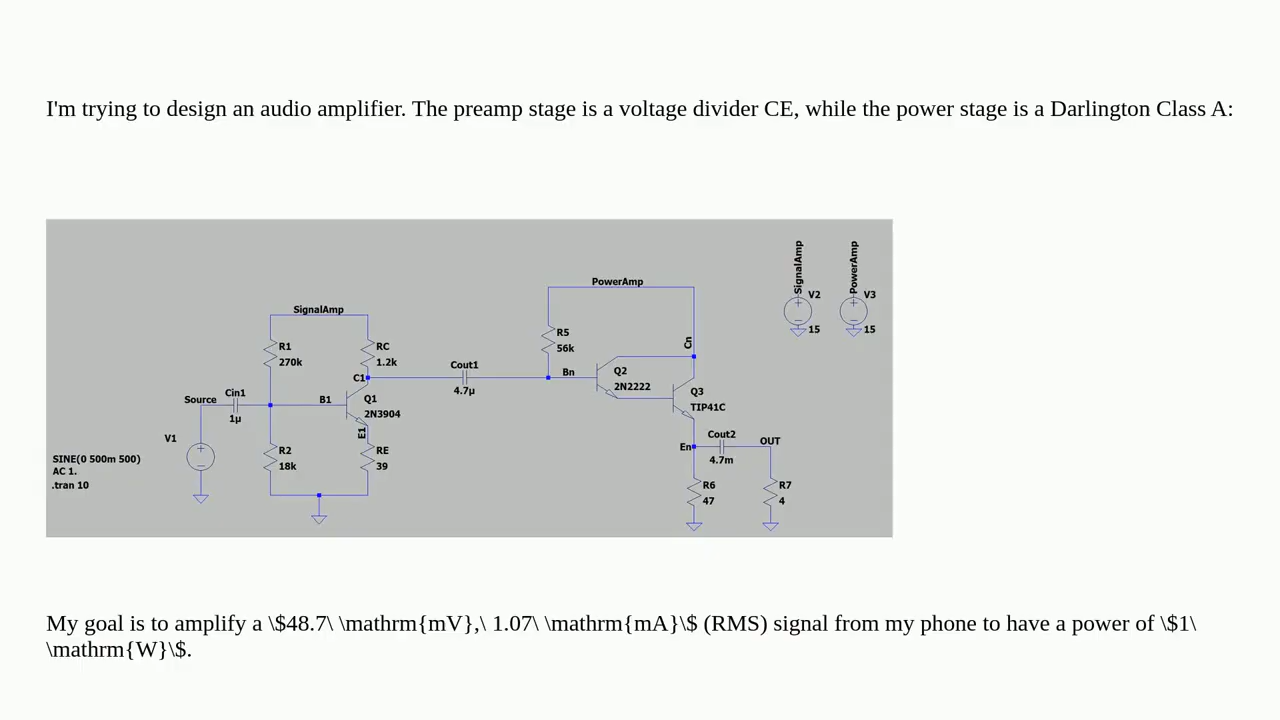 I'm trying to design an audio amplifier. The preamp stage is a voltage divider CE, while the power stage is a Darlington Class A:
SignalAmp
PowerAmp
V2
V3
15
15
PowerAmp
SignalAmp
R1
270k
RC
1.2k
R5
56k
Cn
C1
Cout1
4.7µ
Bn
Q2
2N2222
Q3
TIP41C
Source
Cin1
1µ
B1
Q1
2N3904
E1
V1
SINE(0 500m 500)
AC 1.
.tran 10
R2
18k
RE
39
En
Cout2
4.7m
OUT
R6
47
R7
4
My goal is to amplify a \$48.7\ \mathrm{mV},\ 1.07\ \mathrm{mA}\$ (RMS) signal from my phone to have a power of \$1\
\mathrm{W}\$.